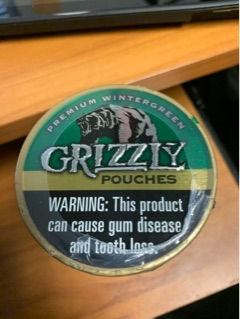 PREMIUM WINTERGREEN
GRIZZLY
POUCHES
WARNING: This product
can cause gum disease
and tooth loss.